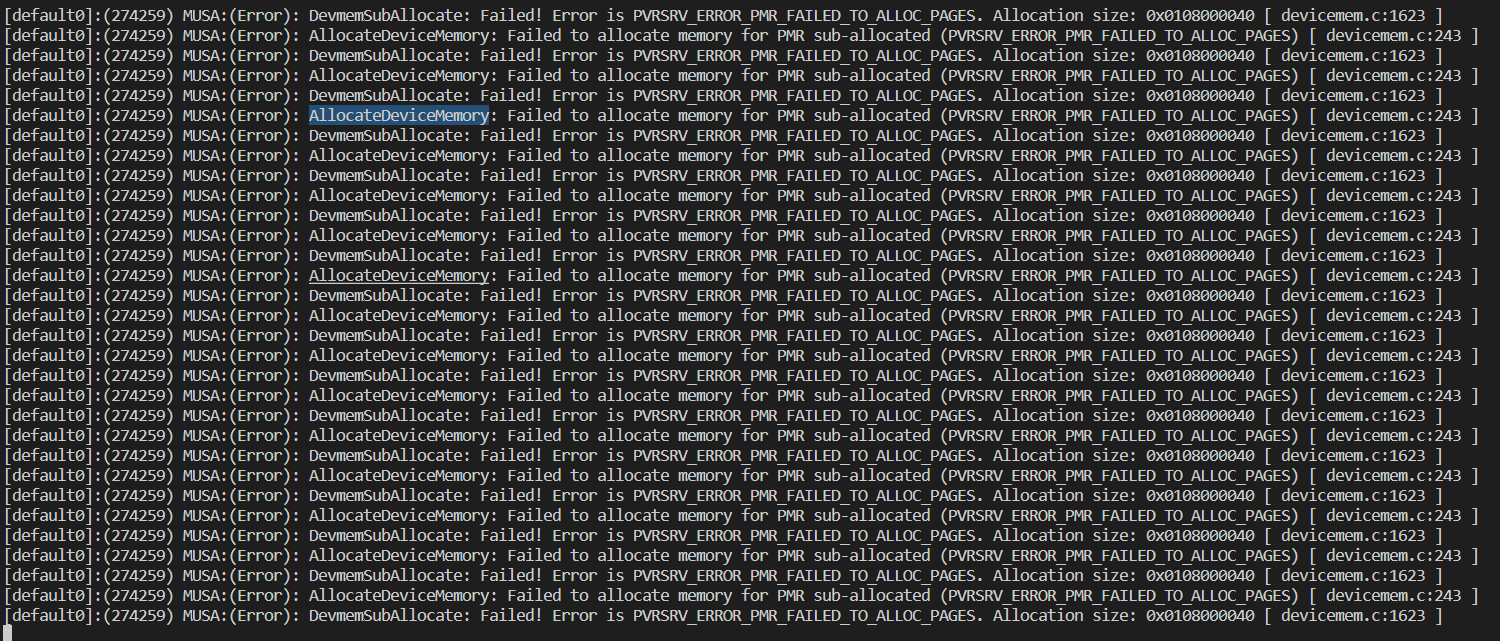 [default0]:(274259) MUSA:(Error): DevmemSubAllocate: Failed! Error is PVRSRV_ERROR_PMR_FAILED_TO_ALLOC_PAGES. Allocation size: 0x0108000040 [ devicemem.c:1623 ]
[default0]:(274259) MUSA:(Error): AllocateDeviceMemory: Failed to allocate memory for PMR sub-allocated (PVRSRV_ERROR_PMR_FAILED_TO_ALLOC_PAGES) [ devicemem.c:243 ]
[default0]:(274259) MUSA:(Error): DevmemSubAllocate: Failed! Error is PVRSRV_ERROR_PMR_FAILED_TO_ALLOC_PAGES. Allocation size: 0x0108000040 [ devicemem.c:1623 ]
[default0]:(274259) MUSA:(Error): AllocateDeviceMemory: Failed to allocate memory for PMR sub-allocated (PVRSRV_ERROR_PMR_FAILED_TO_ALLOC_PAGES) [ devicemem.c:243 ]
[default0]:(274259) MUSA:(Error): DevmemSubAllocate: Failed! Error is PVRSRV_ERROR_PMR_FAILED_TO_ALLOC_PAGES. Allocation size: 0x0108000040 [ devicemem.c:1623 ]
[default0]:(274259) MUSA:(Error): AllocateDeviceMemory: Failed to allocate memory for PMR sub-allocated (PVRSRV_ERROR_PMR_FAILED_TO_ALLOC_PAGES) [ devicemem.c:243 ]
[default0]:(274259) MUSA:(Error): DevmemSubAllocate: Failed! Error is PVRSRV_ERROR_PMR_FAILED_TO_ALLOC_PAGES. Allocation size: 0x0108000040 [ devicemem.c:1623 ]
[default0]:(274259) MUSA:(Error): AllocateDeviceMemory: Failed to allocate memory for PMR sub-allocated (PVRSRV_ERROR_PMR_FAILED_TO_ALLOC_PAGES) [ devicemem.c:243 ]
[default0]:(274259) MUSA:(Error): DevmemSubAllocate: Failed! Error is PVRSRV_ERROR_PMR_FAILED_TO_ALLOC_PAGES. Allocation size: 0x0108000040 [ devicemem.c:1623 ]
[default0]:(274259) MUSA:(Error): AllocateDeviceMemory: Failed to allocate memory for PMR sub-allocated (PVRSRV_ERROR_PMR_FAILED_TO_ALLOC_PAGES) [ devicemem.c:243 ]
[default0]:(274259) MUSA:(Error): DevmemSubAllocate: Failed! Error is PVRSRV_ERROR_PMR_FAILED_TO_ALLOC_PAGES. Allocation size: 0x0108000040 [ devicemem.c:1623 ]
[default0]:(274259) MUSA:(Error): AllocateDeviceMemory: Failed to allocate memory for PMR sub-allocated (PVRSRV_ERROR_PMR_FAILED_TO_ALLOC_PAGES) [ devicemem.c:243 ]
[default0]:(274259) MUSA:(Error): DevmemSubAllocate: Failed! Error is PVRSRV_ERROR_PMR_FAILED_TO_ALLOC_PAGES. Allocation size: 0x0108000040 [ devicemem.c:1623 ]
[default0]:(274259) MUSA:(Error): AllocateDeviceMemory: Failed to allocate memory for PMR sub-allocated (PVRSRV_ERROR_PMR_FAILED_TO_ALLOC_PAGES) [ devicemem.c:243 ]
[default0]:(274259) MUSA:(Error): DevmemSubAllocate: Failed! Error is PVRSRV_ERROR_PMR_FAILED_TO_ALLOC_PAGES. Allocation size: 0x0108000040 [ devicemem.c:1623 ]
[default0]:(274259) MUSA:(Error): AllocateDeviceMemory: Failed to allocate memory for PMR sub-allocated (PVRSRV_ERROR_PMR_FAILED_TO_ALLOC_PAGES) [ devicemem.c:243 ]
[default0]:(274259) MUSA:(Error): DevmemSubAllocate: Failed! Error is PVRSRV_ERROR_PMR_FAILED_TO_ALLOC_PAGES. Allocation size: 0x0108000040 [ devicemem.c:1623 ]
[default0]:(274259) MUSA:(Error): AllocateDeviceMemory: Failed to allocate memory for PMR sub-allocated (PVRSRV_ERROR_PMR_FAILED_TO_ALLOC_PAGES) [ devicemem.c:243 ]
[default0]:(274259) MUSA:(Error): DevmemSubAllocate: Failed! Error is PVRSRV_ERROR_PMR_FAILED_TO_ALLOC_PAGES. Allocation size: 0x0108000040 [ devicemem.c:1623 ]
[default0]:(274259) MUSA:(Error): AllocateDeviceMemory: Failed to allocate memory for PMR sub-allocated (PVRSRV_ERROR_PMR_FAILED_TO_ALLOC_PAGES) [ devicemem.c:243 ]
[default0]:(274259) MUSA:(Error): DevmemSubAllocate: Failed! Error is PVRSRV_ERROR_PMR_FAILED_TO_ALLOC_PAGES. Allocation size: 0x0108000040 [ devicemem.c:1623 ]
[default0]:(274259) MUSA:(Error): AllocateDeviceMemory: Failed to allocate memory for PMR sub-allocated (PVRSRV_ERROR_PMR_FAILED_TO_ALLOC_PAGES) [ devicemem.c:243 ]
[default0]:(274259) MUSA:(Error): DevmemSubAllocate: Failed! Error is PVRSRV_ERROR_PMR_FAILED_TO_ALLOC_PAGES. Allocation size: 0x0108000040 [ devicemem.c:1623 ]
[default0]:(274259) MUSA:(Error): AllocateDeviceMemory: Failed to allocate memory for PMR sub-allocated (PVRSRV_ERROR_PMR_FAILED_TO_ALLOC_PAGES) [ devicemem.c:243 ]
[default0]:(274259) MUSA:(Error): DevmemSubAllocate: Failed! Error is PVRSRV_ERROR_PMR_FAILED_TO_ALLOC_PAGES. Allocation size: 0x0108000040 [ devicemem.c:1623 ]
[default0]:(274259) MUSA:(Error): AllocateDeviceMemory: Failed to allocate memory for PMR sub-allocated (PVRSRV_ERROR_PMR_FAILED_TO_ALLOC_PAGES) [ devicemem.c:243 ]
[default0]:(274259) MUSA:(Error): DevmemSubAllocate: Failed! Error is PVRSRV_ERROR_PMR_FAILED_TO_ALLOC_PAGES. Allocation size: 0x0108000040 [ devicemem.c:1623 ]
[default0]:(274259) MUSA:(Error): AllocateDeviceMemory: Failed to allocate memory for PMR sub-allocated (PVRSRV_ERROR_PMR_FAILED_TO_ALLOC_PAGES) [ devicemem.c:243 ]
[default0]:(274259) MUSA:(Error): DevmemSubAllocate: Failed! Error is PVRSRV_ERROR_PMR_FAILED_TO_ALLOC_PAGES. Allocation size: 0x0108000040 [ devicemem.c:1623 ]
[default0]:(274259) MUSA:(Error): AllocateDeviceMemory: Failed to allocate memory for PMR sub-allocated (PVRSRV_ERROR_PMR_FAILED_TO_ALLOC_PAGES) [ devicemem.c:243 ]
[default0]:(274259) MUSA:(Error): DevmemSubAllocate: Failed! Error is PVRSRV_ERROR_PMR_FAILED_TO_ALLOC_PAGES. Allocation size: 0x0108000040 [ devicemem.c:1623 ]